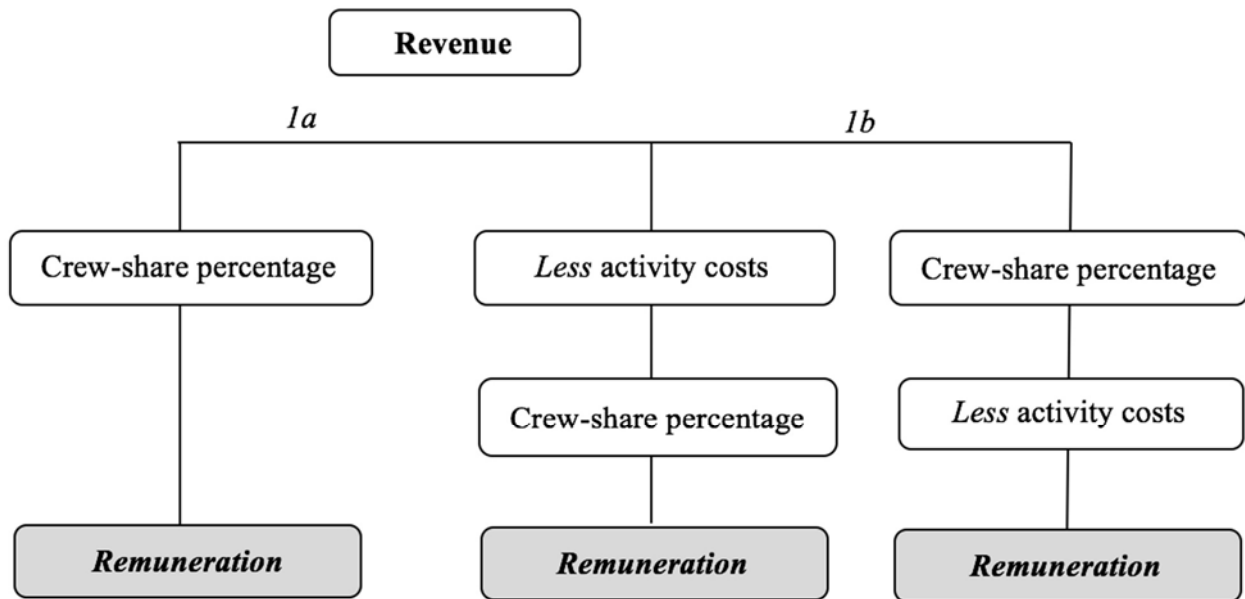 Revenue
1a
1b
Crew-share percentage
Less activity costs
Crew-share percentage
Crew-share percentage
Less activity costs
Remuneration
Remuneration
Remuneration